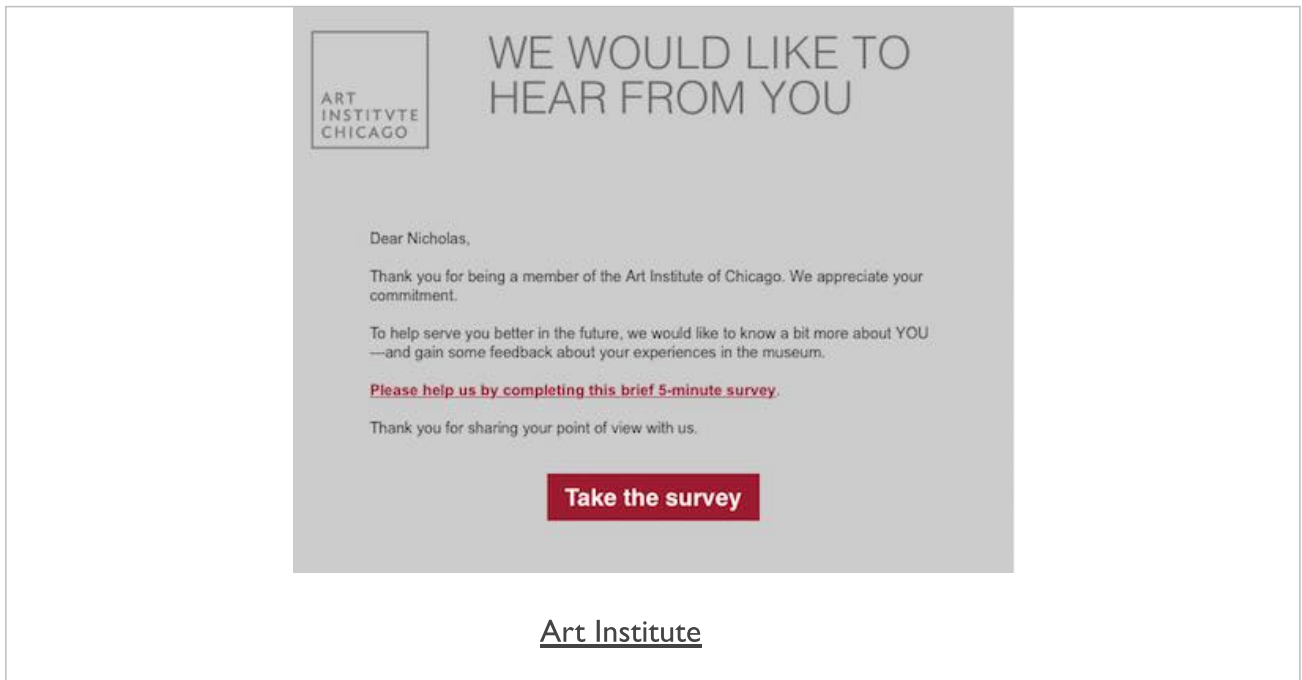 ART
INSTITVTE
CHICAGO
WE WOULD LIKE TO
HEAR FROM YOU
Dear Nicholas,
Thank you for being a member of the Art Institute of Chicago. We appreciate your
commitment.
To help serve you better in the future, we would like to know a bit more about YOU
—and gain some feedback about your experiences in the museum.
Please help us by completing this brief 5-minute survey.
Thank you for sharing your point of view with us.
Take the survey
Art Institute